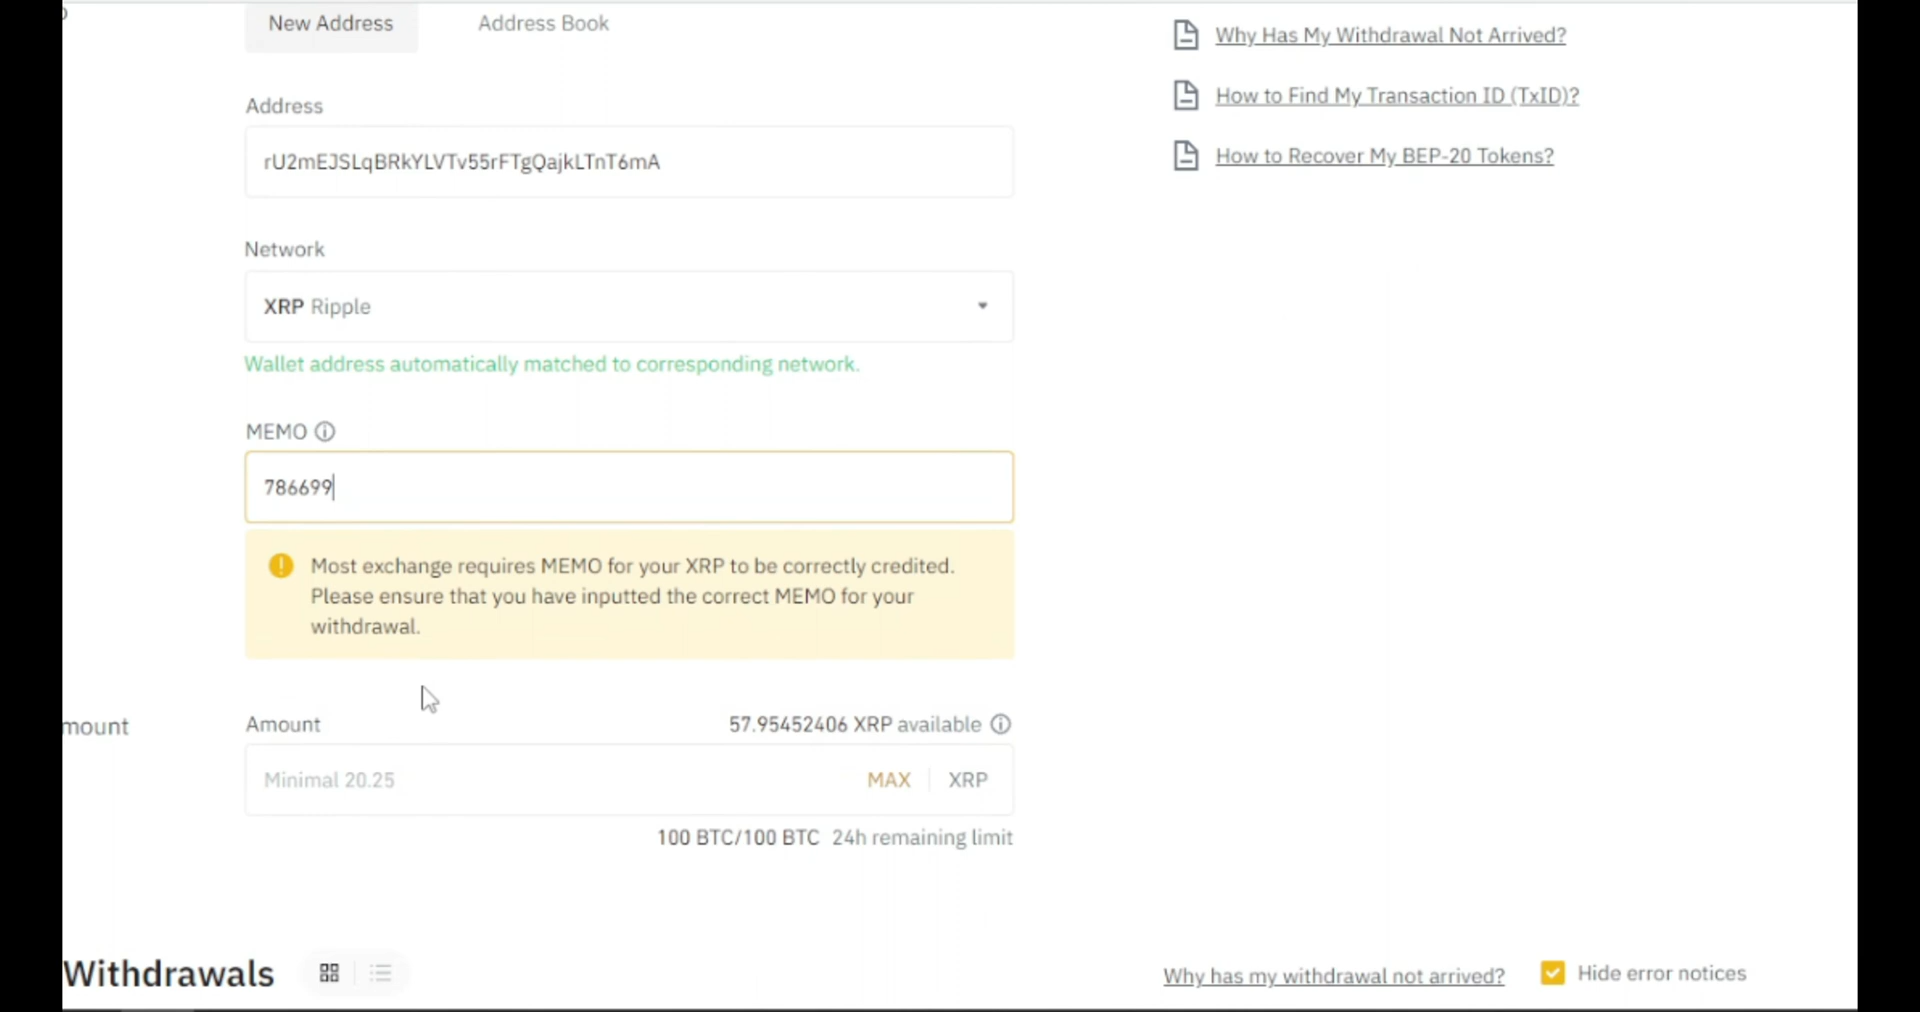 New Address
Address Book
Address
rU2mEJSLqBRkYLVTv55rFTgQajkLTnT6mA
Network
XRP Ripple
Wallet address automatically matched to corresponding network.
MEMO
786699
Most exchange requires MEMO for your XRP to be correctly credited.
Please ensure that you have inputted the correct MEMO for your
withdrawal.
mount
Amount
57.95452406 XRP available
Minimal 20.25
MAX
XRP
100 BTC/100 BTC 24h remaining limit
Why Has My Withdrawal Not Arrived?
How to Find My Transaction ID (TxID)?
How to Recover My BEP-20 Tokens?
Withdrawals
Why has my withdrawal not arrived?
Hide error notices